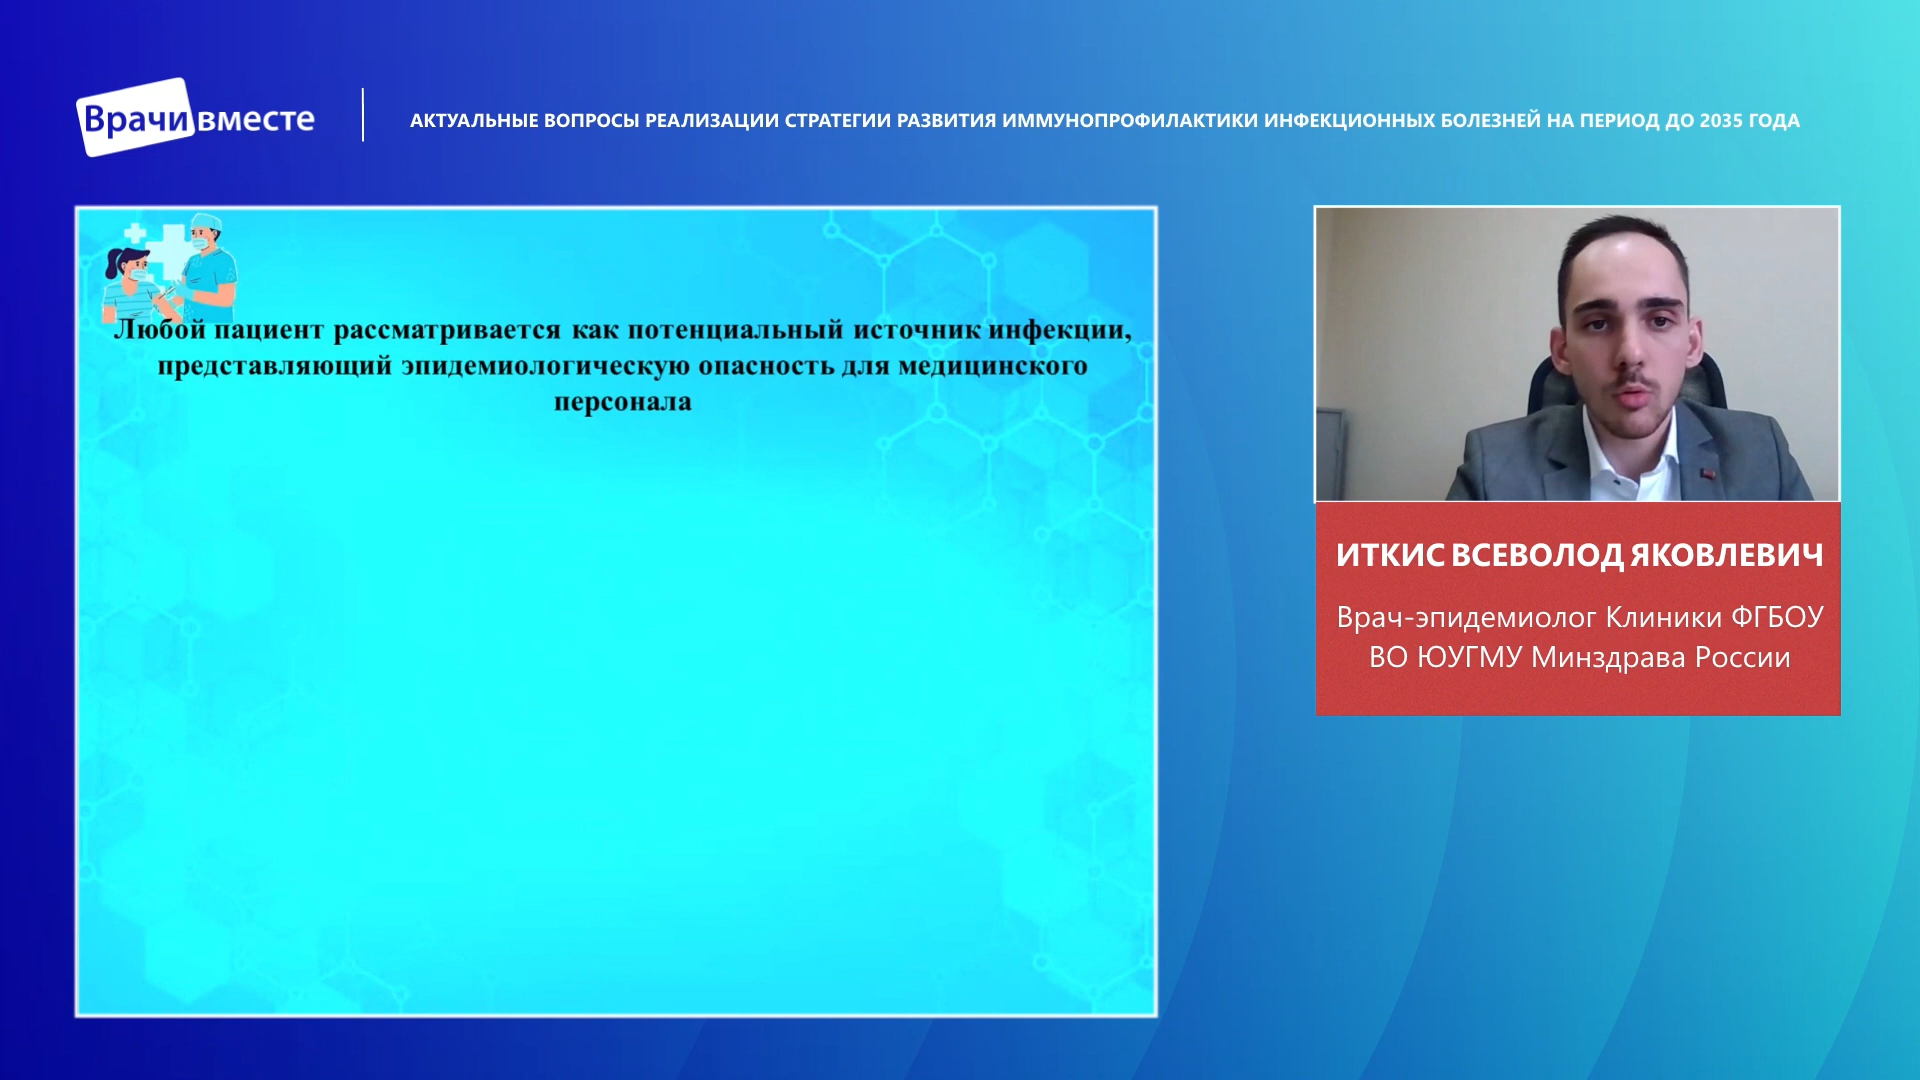 Врачи вместе
АКТУАЛЬНЫЕ ВОПРОСЫ РЕАЛИЗАЦИИ СТРАТЕГИИ РАЗВИТИЯ ИММУНОПРОФИЛАКТИКИ ИНФЕКЦИОННЫХ БОЛЕЗНЕЙ НА ПЕРИОД ДО 2035 ГОДА
Любой пациент рассматривается как потенциальный источник инфекции,
представляющий эпидемиологическую опасность для медицинского
персонала
ИТКИС ВСЕВОЛОД ЯКОВЛЕВИЧ
Врач-эпидемиолог Клиники ФГБОУ
ВО ЮУГМУ Минздрава России